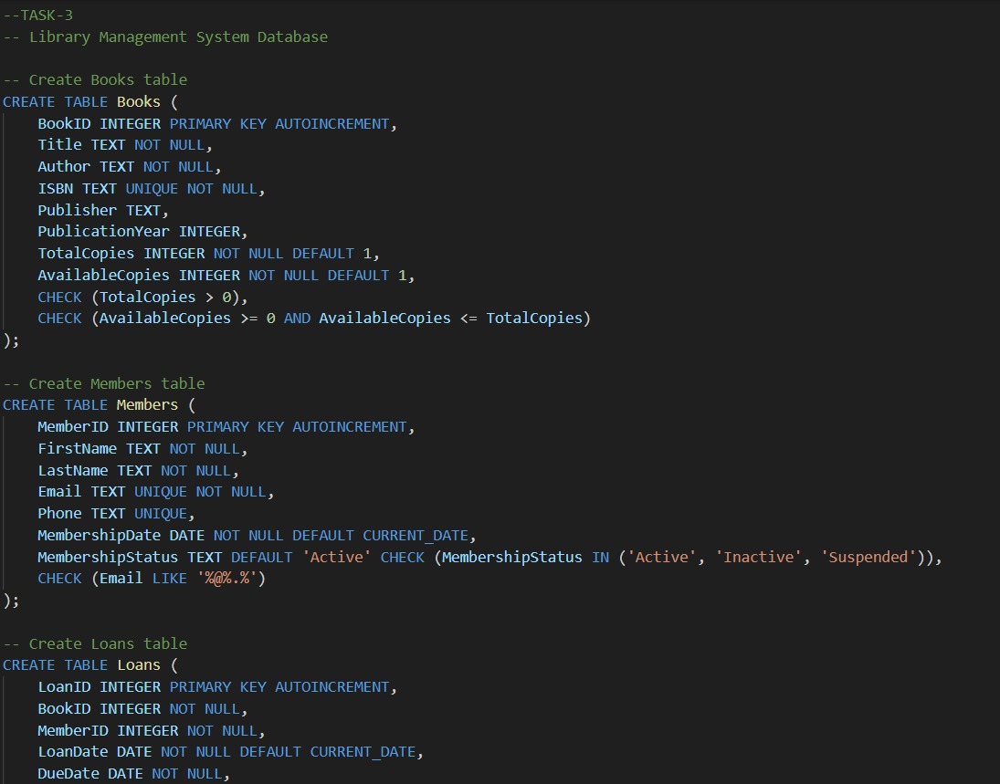 --TASK-3
-- Library Management System Database
-- Create Books table
CREATE TABLE Books (
    BookID INTEGER PRIMARY KEY AUTOINCREMENT,
    Title TEXT NOT NULL,
    Author TEXT NOT NULL,
    ISBN TEXT UNIQUE NOT NULL,
    Publisher TEXT,
    PublicationYear INTEGER,
    TotalCopies INTEGER NOT NULL DEFAULT 1,
    AvailableCopies INTEGER NOT NULL DEFAULT 1,
    CHECK (TotalCopies > 0),
    CHECK (AvailableCopies >= 0 AND AvailableCopies <= TotalCopies)
);
-- Create Members table
CREATE TABLE Members (
    MemberID INTEGER PRIMARY KEY AUTOINCREMENT,
    FirstName TEXT NOT NULL,
    LastName TEXT NOT NULL,
    Email TEXT UNIQUE NOT NULL,
    Phone TEXT UNIQUE,
    MembershipDate DATE NOT NULL DEFAULT CURRENT_DATE,
    MembershipStatus TEXT DEFAULT 'Active' CHECK (MembershipStatus IN ('Active', 'Inactive', 'Suspended')),
    CHECK (Email LIKE '%@%.%')
);
-- Create Loans table
CREATE TABLE Loans (
    LoanID INTEGER PRIMARY KEY AUTOINCREMENT,
    BookID INTEGER NOT NULL,
    MemberID INTEGER NOT NULL,
    LoanDate DATE NOT NULL DEFAULT CURRENT_DATE,
    DueDate DATE NOT NULL,